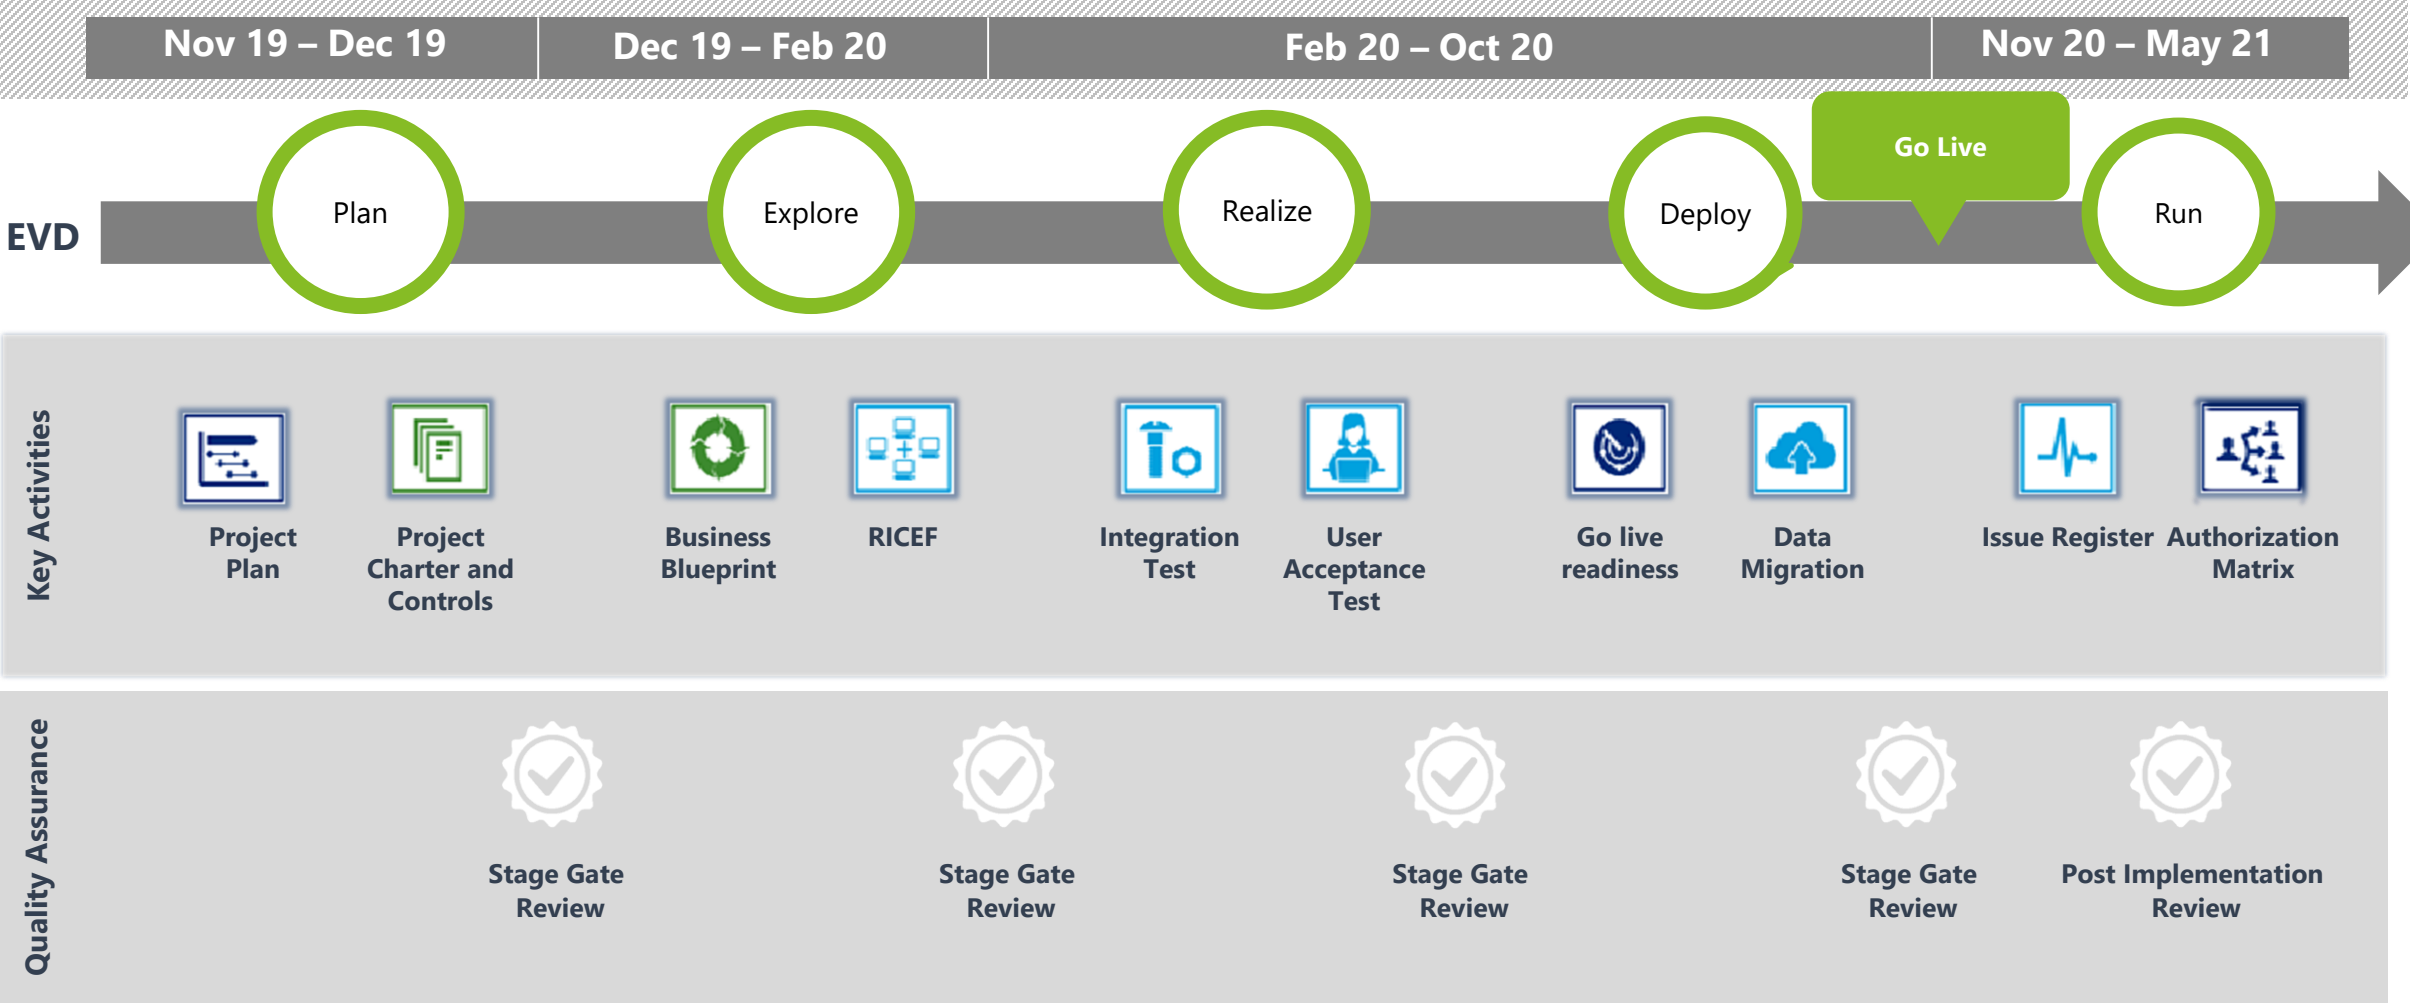 Nov 19 – Dec 19
Dec 19 – Feb 20
Feb 20 – Oct 20
Nov 20 – May 21
EVD
Plan
Explore
Realize
Deploy
Go Live
Run
Key Activities
Project
Plan
Project
Charter and
Controls
Business
Blueprint
RICEF
Integration
Test
User
Acceptance
Test
Go live
readiness
Data
Migration
Issue Register
Authorization
Matrix
Quality Assurance
Stage Gate
Review
Stage Gate
Review
Stage Gate
Review
Stage Gate
Review
Post Implementation
Review